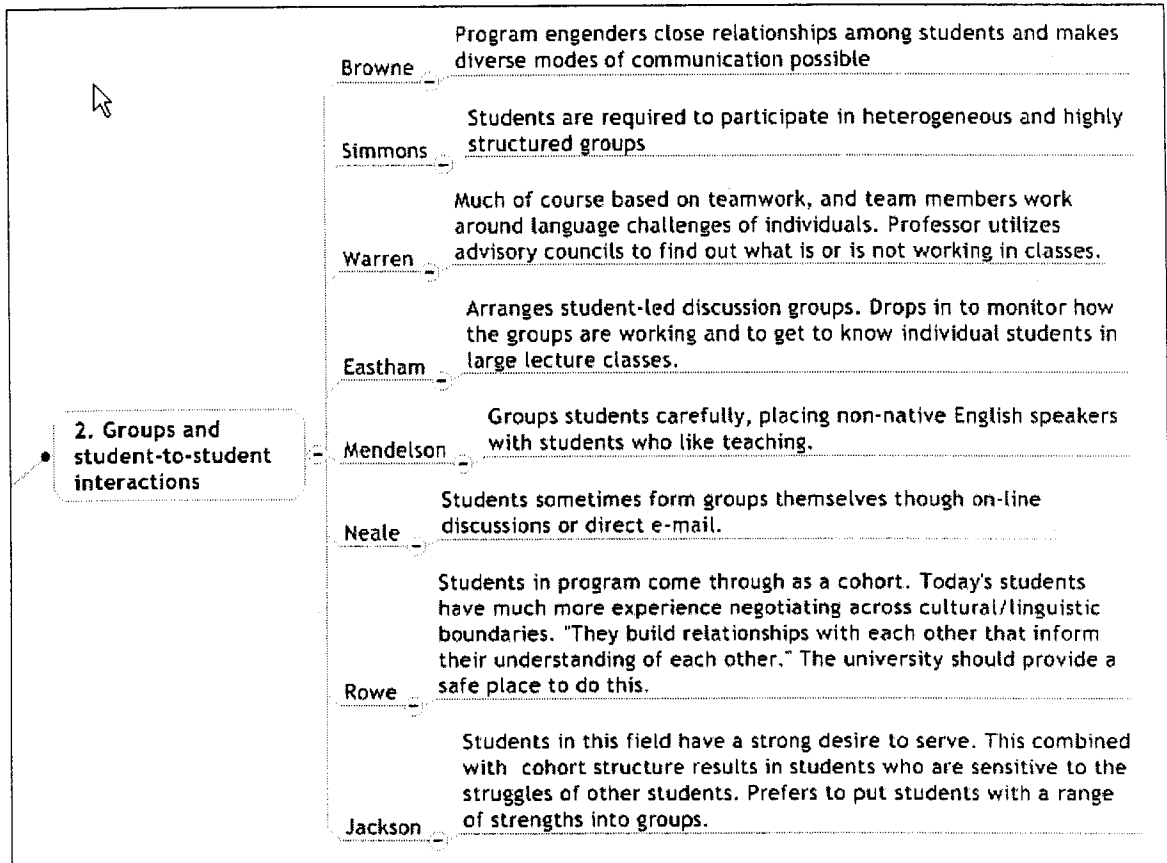 Program engenders close relationships among students and makes
diverse modes of communication possible
Browne
Students are required to participate in heterogeneous and highly
structured groups
Simmons
Much of course based on teamwork, and team members work
around language challenges of individuals. Professor utilizes
advisory councils to find out what is or is not working in classes.
Warren
Arranges student-led discussion groups. Drops in to monitor how
the groups are working and to get to know individual students in
large lecture classes.
Eastham
2. Groups and
student-to-student
interactions
Groups students carefully, placing non-native English speakers
with students who like teaching.
Mendelson
Students sometimes form groups themselves though on-line
discussions or direct e-mail.
Neale
Students in program come through as a cohort. Today's students
have much more experience negotiating across cultural/linguistic
boundaries. "They build relationships with each other that inform
their understanding of each other." The university should provide a
safe place to do this.
Rowe
Students in this field have a strong desire to serve. This combined
with cohort structure results in students who are sensitive to the
struggles of other students. Prefers to put students with a range
of strengths into groups.
Jackson